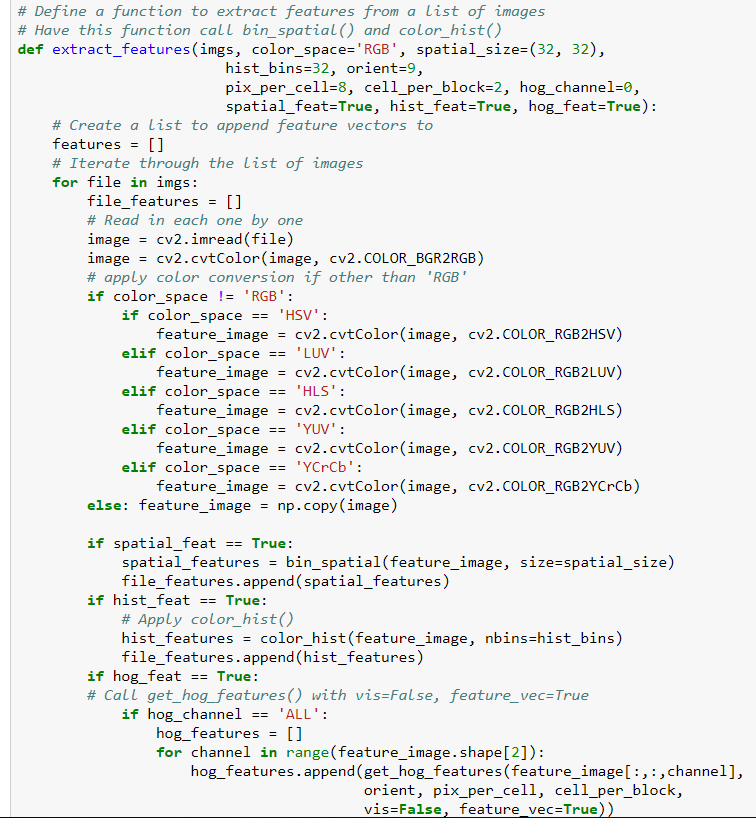 # Define a function to extract features from a list of images
# Have this function call bin_spatial() and color_hist()
def extract_features(imgs, color_space='RGB', spatial_size=(32, 32),
                        hist_bins=32, orient=9,
                        pix_per_cell=8, cell_per_block=2, hog_channel=0,
                        spatial_feat=True, hist_feat=True, hog_feat=True):
    # Create a list to append feature vectors to
    features = []
    # Iterate through the list of images
    for file in imgs:
        file_features = []
        # Read in each one by one
        image = cv2.imread(file)
        image = cv2.cvtColor(image, cv2.COLOR_BGR2RGB)
        # apply color conversion if other than 'RGB'
        if color_space != 'RGB':
            if color_space == 'HSV':
                feature_image = cv2.cvtColor(image, cv2.COLOR_RGB2HSV)
            elif color_space == 'LUV':
                feature_image = cv2.cvtColor(image, cv2.COLOR_RGB2LUV)
            elif color_space == 'HLS':
                feature_image = cv2.cvtColor(image, cv2.COLOR_RGB2HLS)
            elif color_space == 'YUV':
                feature_image = cv2.cvtColor(image, cv2.COLOR_RGB2YUV)
            elif color_space == 'YCrCb':
                feature_image = cv2.cvtColor(image, cv2.COLOR_RGB2YCrCb)
        else: feature_image = np.copy(image)

        if spatial_feat == True:
            spatial_features = bin_spatial(feature_image, size=spatial_size)
            file_features.append(spatial_features)
        if hist_feat == True:
            # Apply color_hist()
            hist_features = color_hist(feature_image, nbins=hist_bins)
            file_features.append(hist_features)
        if hog_feat == True:
        # Call get_hog_features() with vis=False, feature_vec=True
            if hog_channel == 'ALL':
                hog_features = []
                for channel in range(feature_image.shape[2]):
                    hog_features.append(get_hog_features(feature_image[:,:,channel],
                                        orient, pix_per_cell, cell_per_block,
                                        vis=False, feature_vec=True))